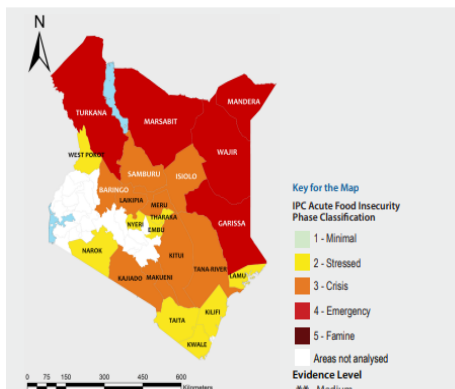 N
MANDERA
TURKANA
MARSABIT
WAJIR
WEST POKOT
SAMBURU
ISIOLO
BARINGO
LAIKIPIA
MERU
THARAKA
NYERI
EMBU
GARISSA
KITUI
NAROK
TANA-RIVER
LAMU
KAJIADO
MAKUENI
KILIFI
TAITA
KWALE
0 75 150 300 450 600
Kilometers
Key for the Map
IPC Acute Food Insecurity
Phase Classification
1 - Minimal
2 - Stressed
3 - Crisis
4 - Emergency
5 - Famine
Areas not analysed
Evidence Level
** Medium